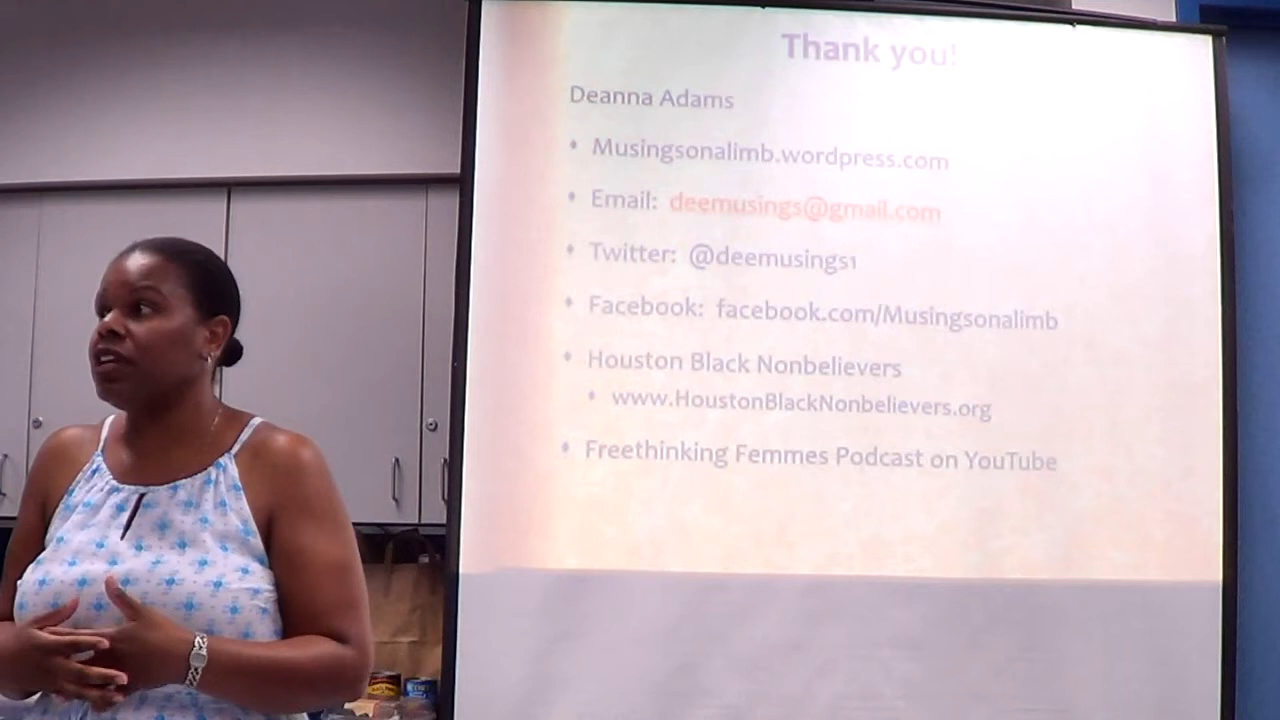 Thank you!
Deanna Adams
• Musingsonalimb.wordpress.com
• Email: deemusings@gmail.com
• Twitter: @deemusings1
• Facebook: facebook.com/Musingsonalimb
• Houston Black Nonbelievers
• www.HoustonBlackNonbelievers.org
• Freethinking Femmes Podcast on YouTube